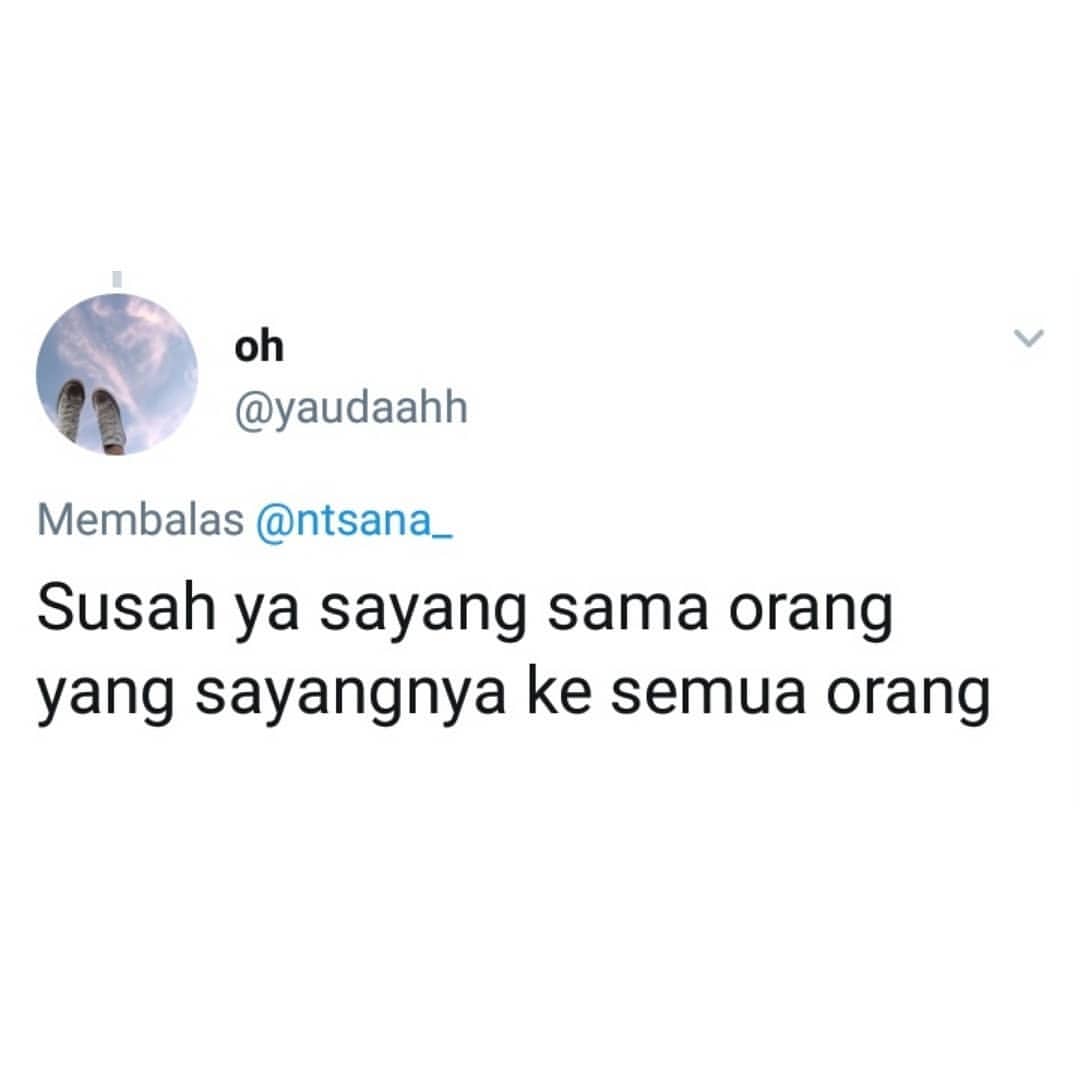 oh
@yaudaahh
Membalas @ntsana_
Susah ya sayang sama orang
yang sayangnya ke semua orang